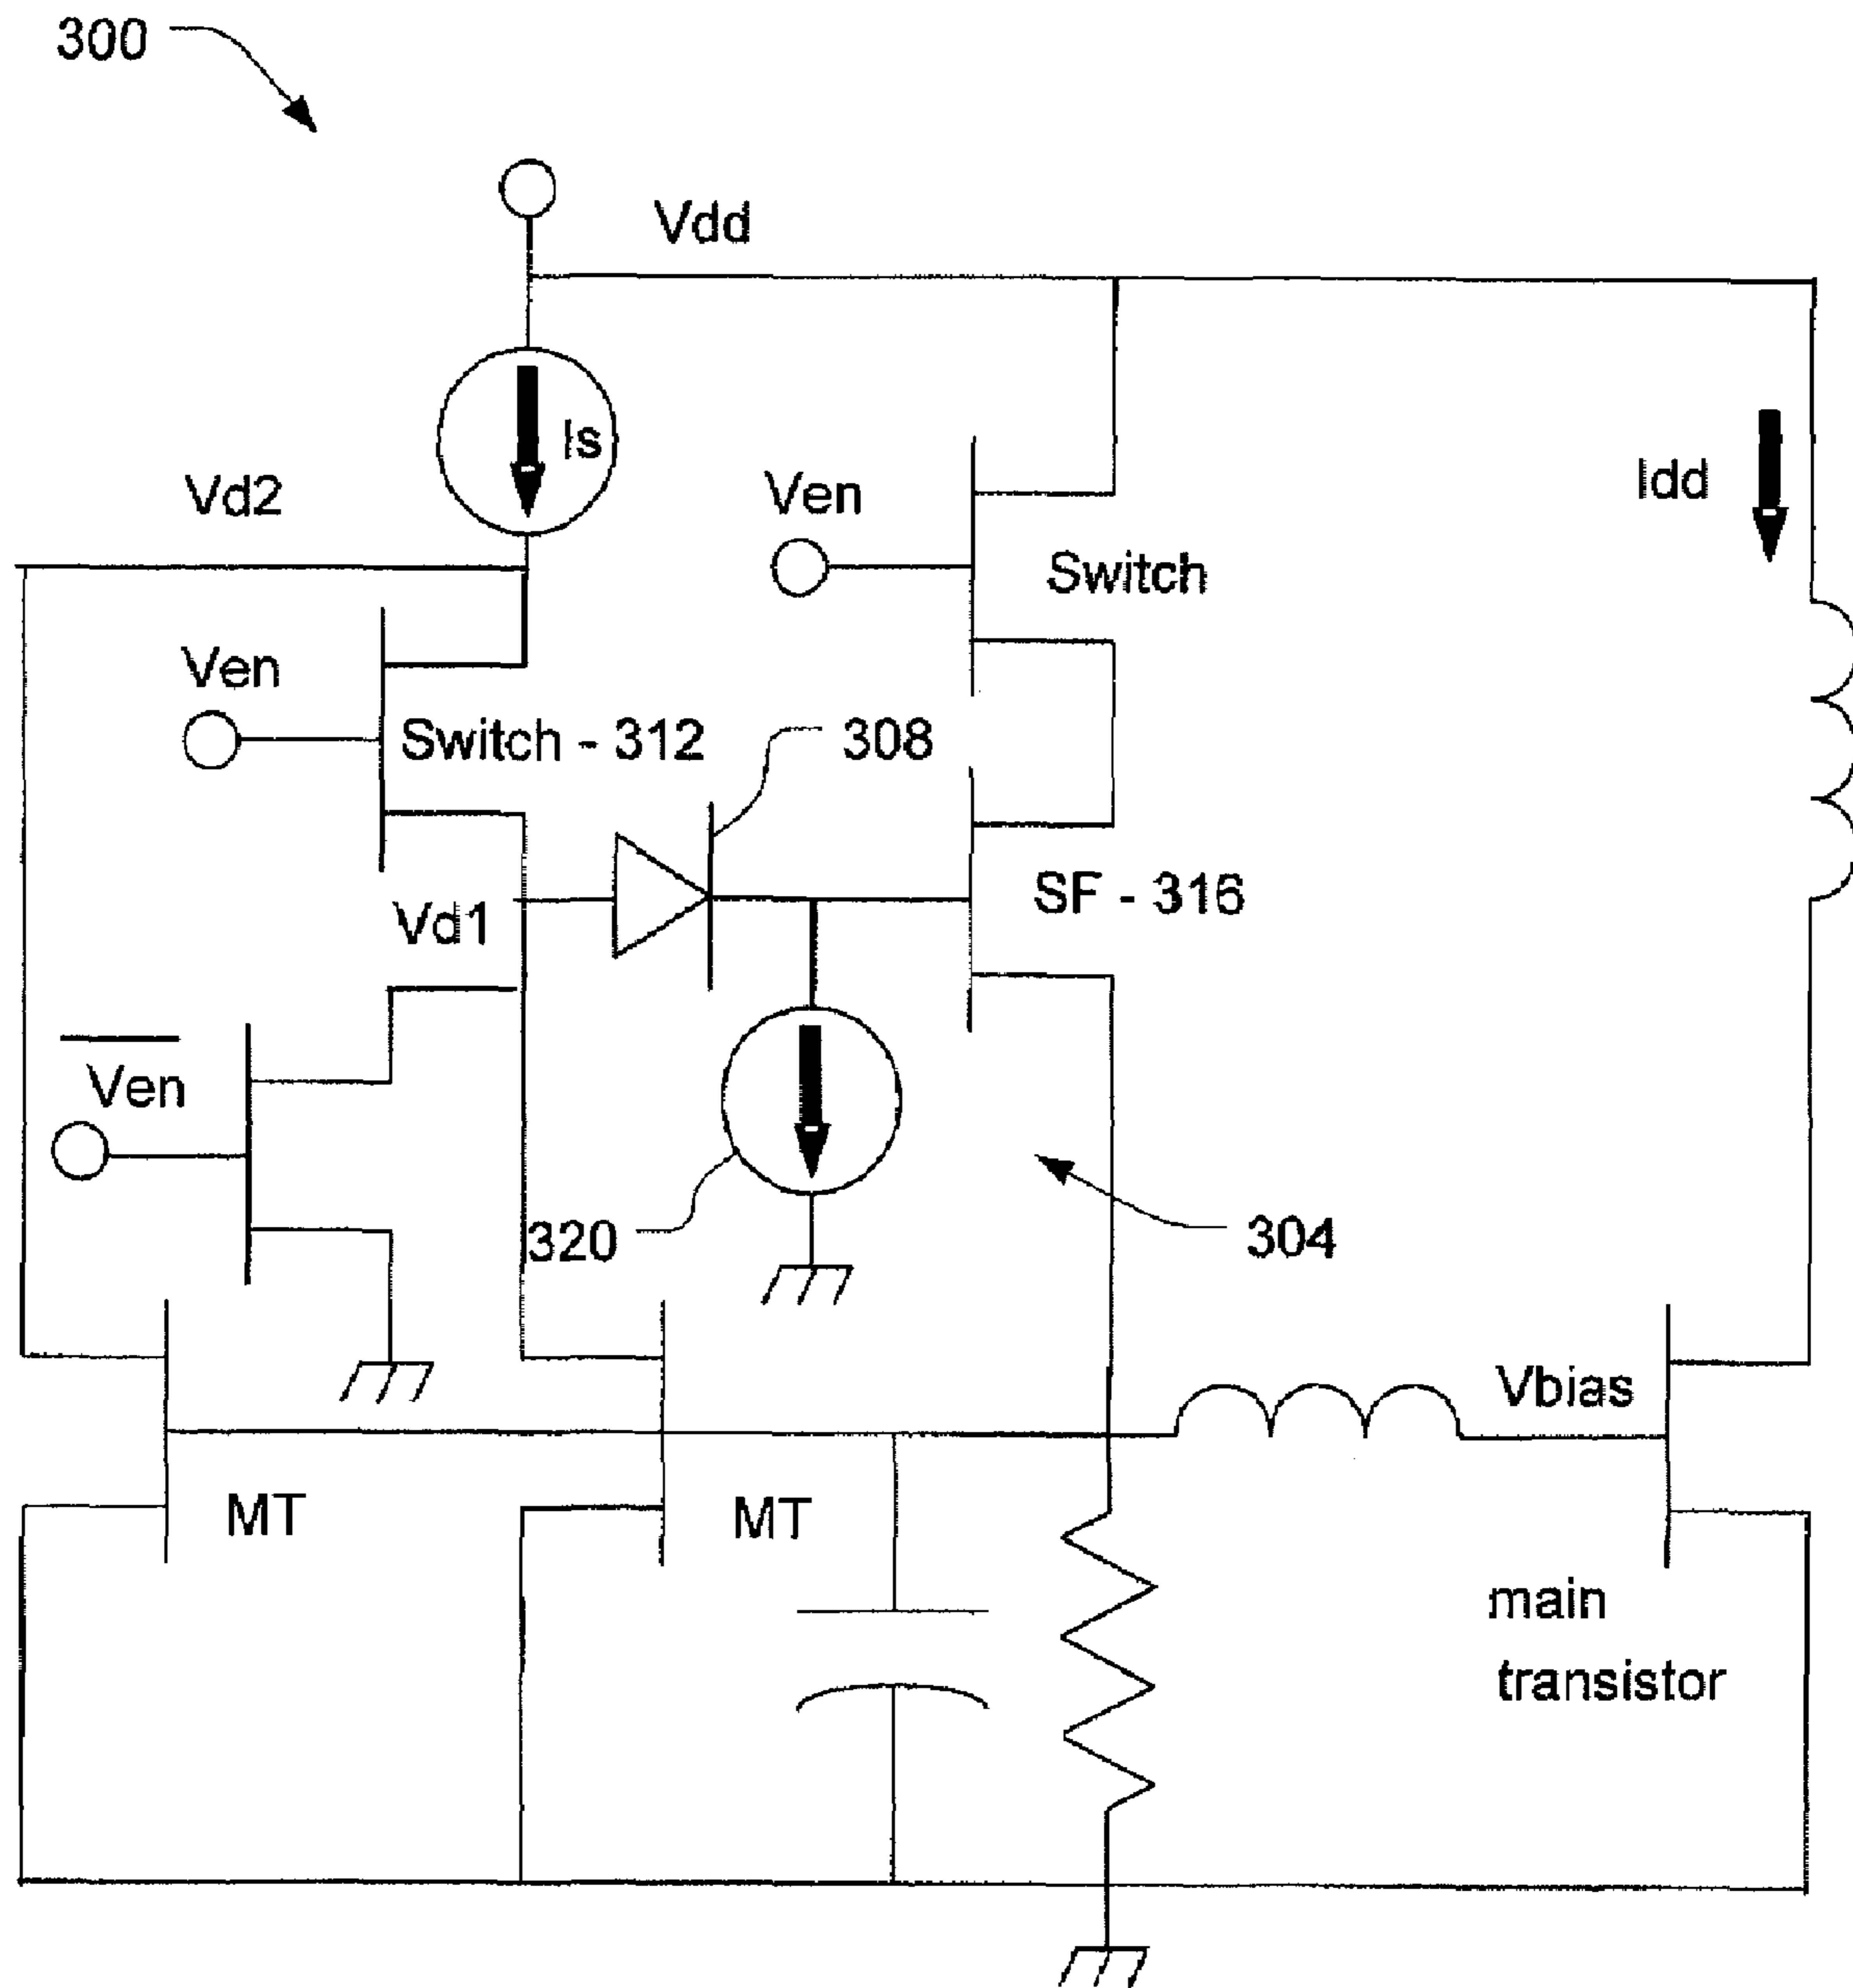 300
Vdd
Is
Vd2
Ven
Idd
Switch
Ven
Switch - 312
308
SF - 316
Vd1
Ven
320
304
Vbias
MT
MT
main
transistor